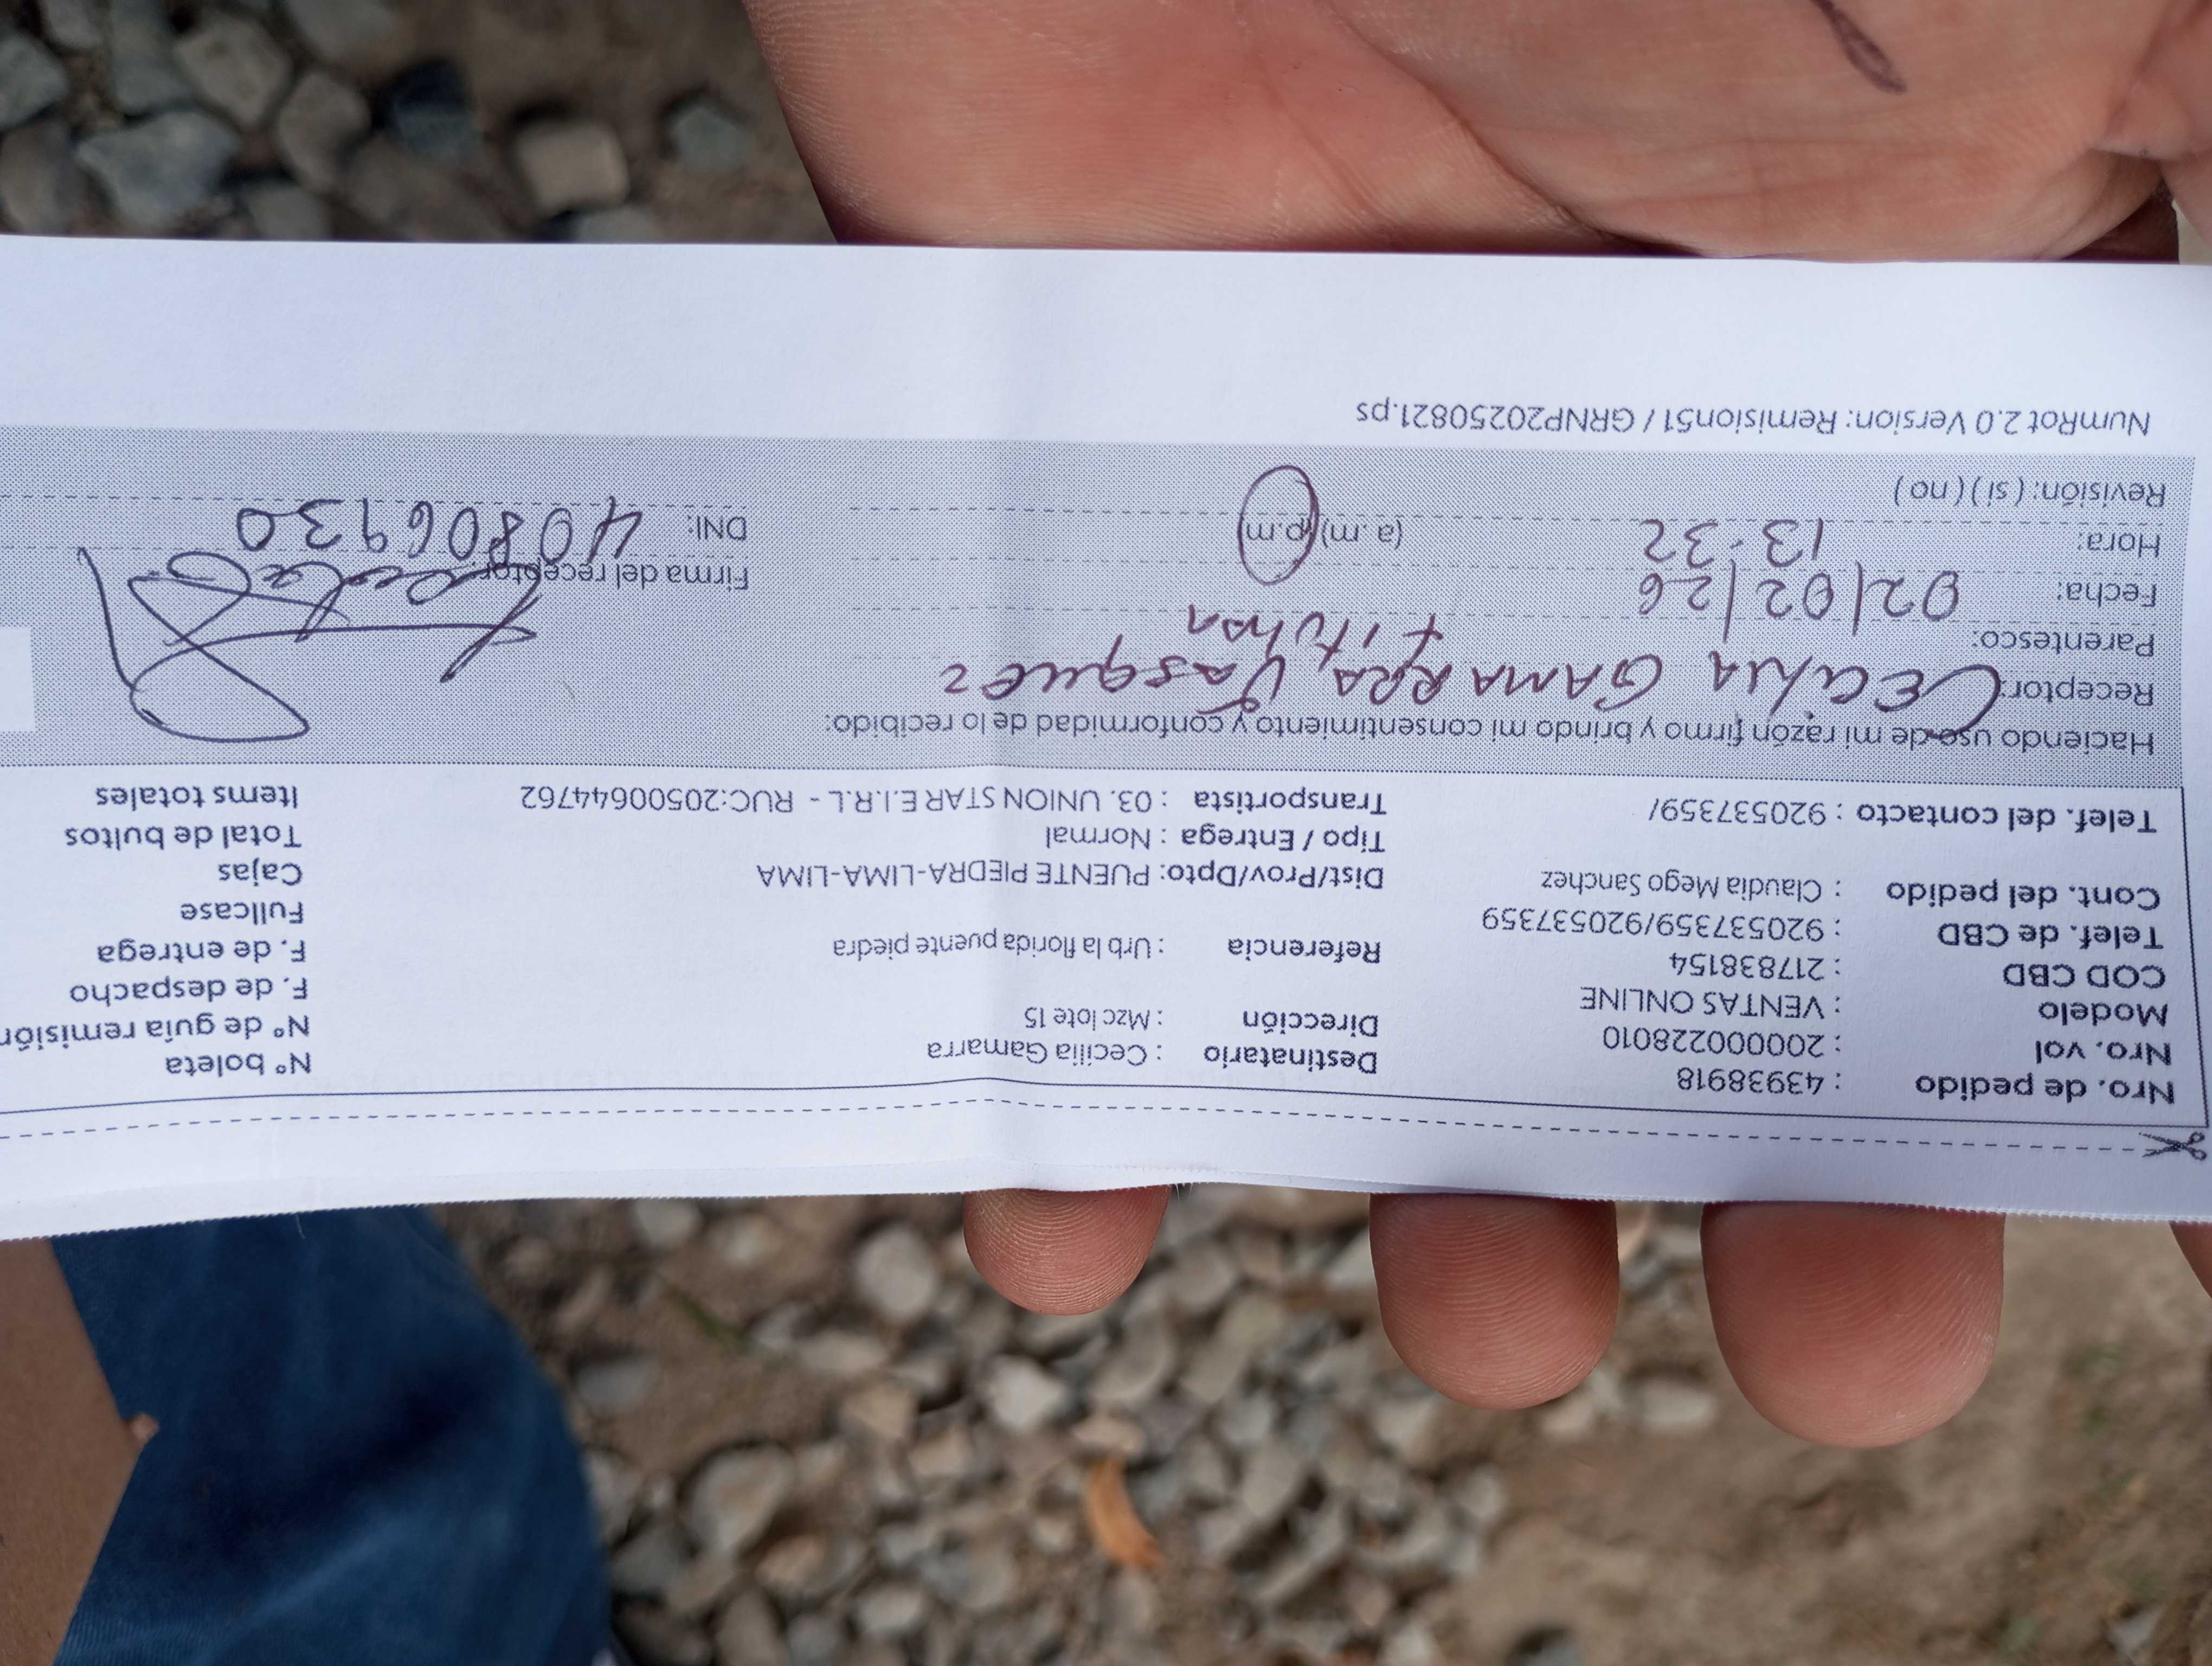 Nro. de pedido : 43938918
Nro. vol : 20000022801​0
Modelo : VENTAS ONLINE
COD CBD : 217838154
Telef. de CBD : 920537359/920537359
Cont. del pedido : Claudia Mego Sanchez
Telef. del contacto : 920537359/
Destinatario : Cecilia Gamarra
Dirección : Mzc lote 15
Referencia : Urb la florida puente piedra
Dist/Prov/Dpto: PUENTE PIEDRA-LIMA-LIMA
Tipo / Entrega : Normal
Transportista : 03. UNION STAR E.I.R.L - RUC:20500644762
N° boleta
N° de guía remisión
F. de despacho
F. de entrega
Fullcase
Cajas
Total de bultos
Items totales
Haciendo uso de mi razón firmo y brindo mi consentimiento y conformidad de lo recibido:
Receptor: CECILIA GAMARRA Vasquez
Parentesco: titular
Fecha: 02/02/26
Hora: 13:32 (a.m) (p.m)
Revisión: ( si ) ( no )
Firma del receptor:
DNI: 40806930
NumRot 2.0 Version: Remision51 / GRNP20250821.ps